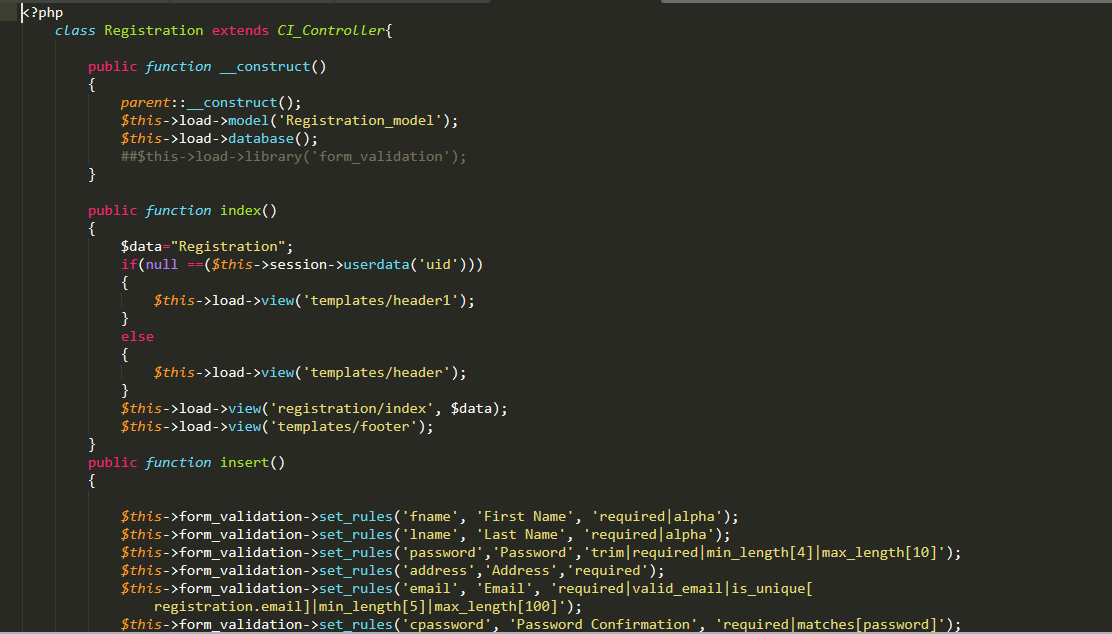 <?php
class Registration extends CI_Controller{
public function __construct()
{
parent::__construct();
$this->load->model('Registration_model');
$this->load->database();
##$this->load->library('form_validation');
}
public function index()
{
$data="Registration";
if(null ==($this->session->userdata('uid')))
{
$this->load->view('templates/header1');
}
else
{
$this->load->view('templates/header');
}
$this->load->view('registration/index', $data);
$this->load->view('templates/footer');
}
public function insert()
{
$this->form_validation->set_rules('fname', 'First Name', 'required|alpha');
$this->form_validation->set_rules('lname', 'Last Name', 'required|alpha');
$this->form_validation->set_rules('password','Password','trim|required|min_length[4]|max_length[10]');
$this->form_validation->set_rules('address','Address','required');
$this->form_validation->set_rules('email', 'Email', 'required|valid_email|is_unique[
registration.email]|min_length[5]|max_length[100]');
$this->form_validation->set_rules('cpassword', 'Password Confirmation', 'required|matches[password]');